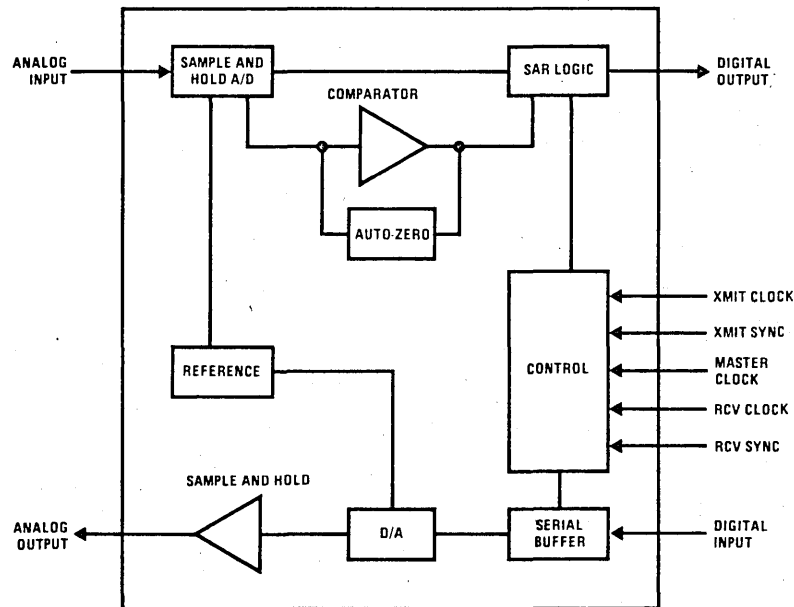 ANALOG
INPUT
SAMPLE AND
HOLD A/D
SAR LOGIC
DIGITAL
OUTPUT
COMPARATOR
AUTO-ZERO
REFERENCE
CONTROL
XMIT CLOCK
XMIT SYNC
MASTER
CLOCK
RCV CLOCK
RCV SYNC
SAMPLE AND HOLD
ANALOG
OUTPUT
D/A
SERIAL
BUFFER
DIGITAL
INPUT